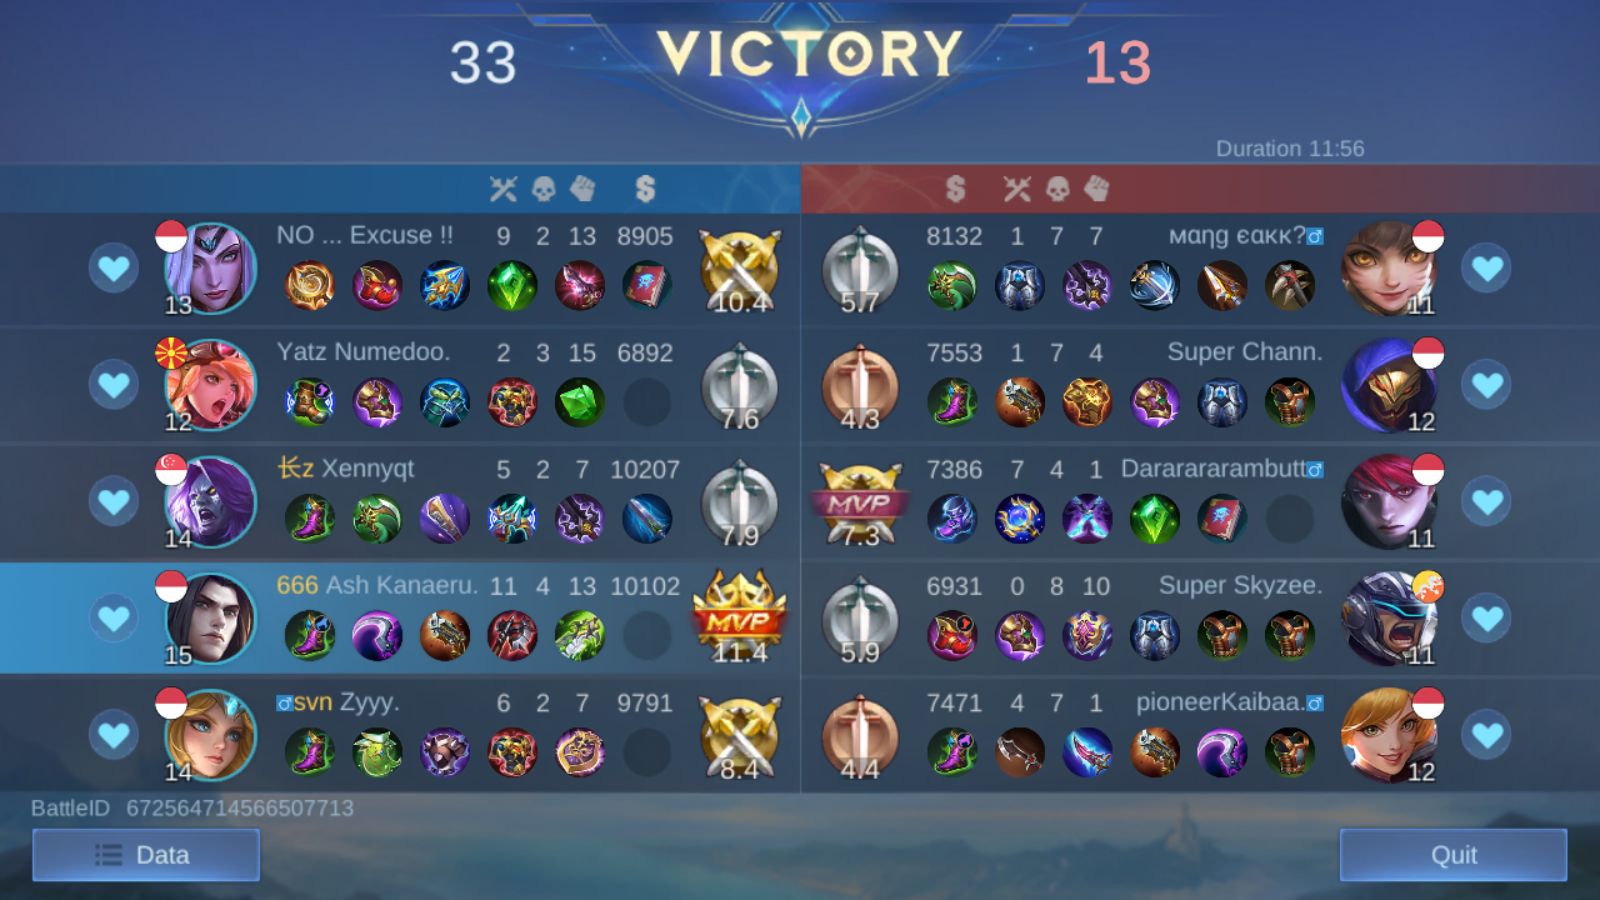 33 VICTORY 13
Duration 11:56
NO ... Excuse !! 9 2 13 8905
13 10.4
8132 1 7 7 мαηg єαкк?♂
5.7 11
Yatz Numedoo. 2 3 15 6892
12 7.6
7553 1 7 4 Super Chann.
4.3 12
长z Xennyqt 5 2 7 10207
14 7.9
7386 7 4 1 Darararararambutt♂
MVP
7.3 11
666 Ash Kanaeru. 11 4 13 10102
MVP
15 11.4
6931 0 8 10 Super Skyzee.
5.9 11
♂svn Zyyy. 6 2 7 9791
14 8.4
7471 4 7 1 pioneerKaibaa.♂
4.4 12
BattleID 672564714566507713
Data
Quit